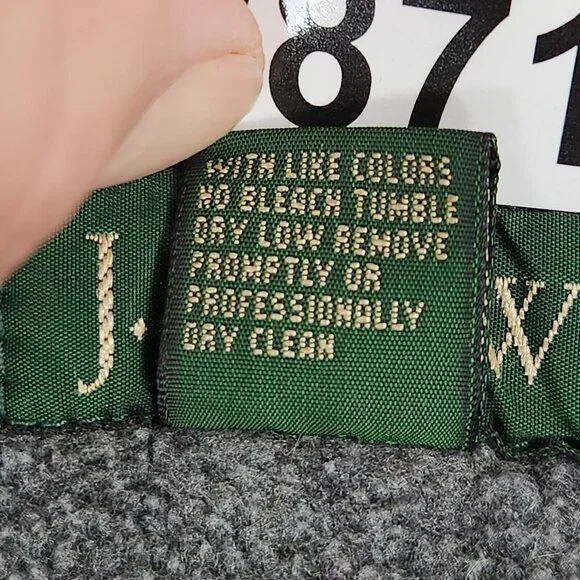 871
WITH LIKE COLORS
NO BLEACH TUMBLE
DRY LOW REMOVE
PROMPTLY OR
PROFESSIONALLY
DRY CLEAN
J. W